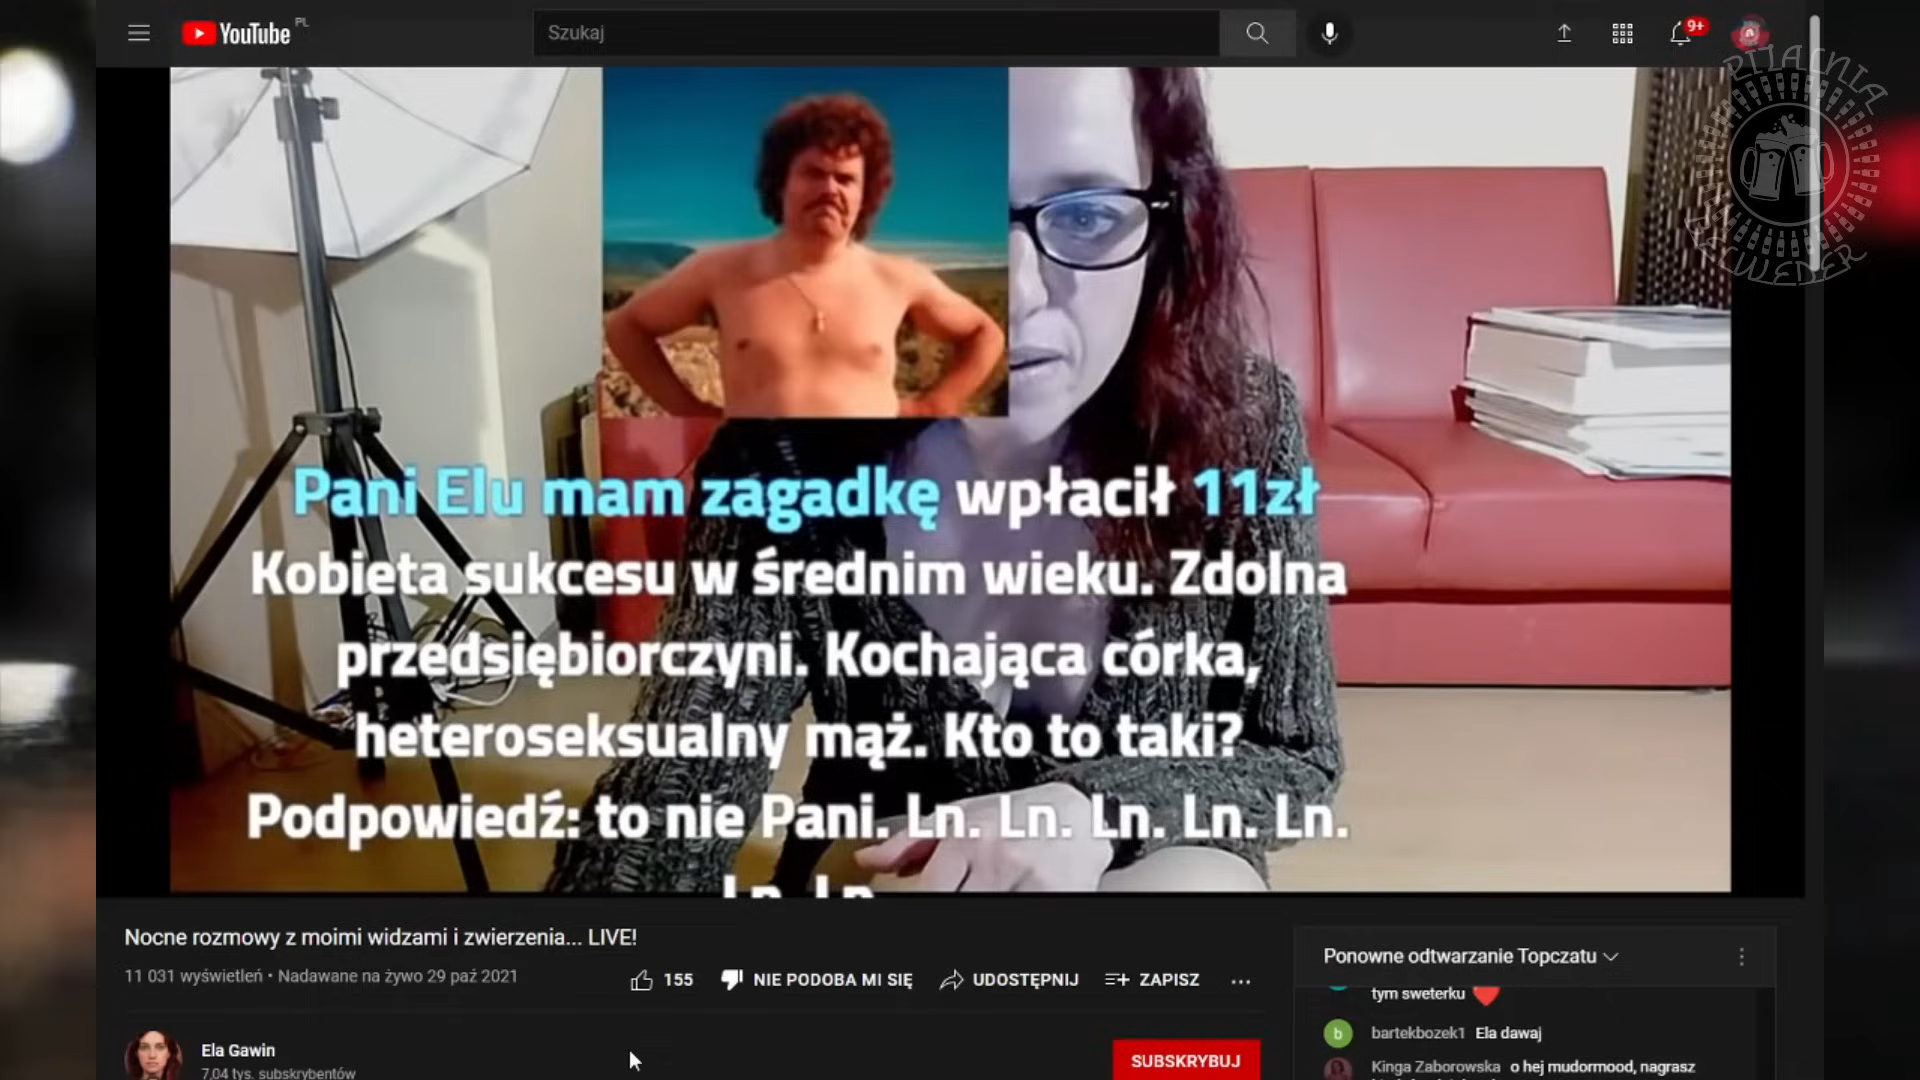 YouTube PL
Szukaj
9+
PIJALNIA
Pani Elu mam zagadkę wpłacił 11zł
Kobieta sukcesu w średnim wieku. Zdolna
przedsiębiorczyni. Kochająca córka,
heteroseksualny mąż. Kto to taki?
Podpowiedź: to nie Pani. Ln. Ln. Ln. Ln. Ln.
Ln. Ln.
Nocne rozmowy z moimi widzami i zwierzenia... LIVE!
11 031 wyświetleń • Nadawane na żywo 29 paź 2021
155
NIE PODOBA MI SIĘ
UDOSTĘPNIJ
ZAPISZ
Ela Gawin
7,04 tys. subskrybentów
SUBSKRYBUJ
Ponowne odtwarzanie Topczatu
tym sweterku
b
bartekbozek1 Ela dawaj
Kinga Zaborowska o hej mudormood, nagrasz